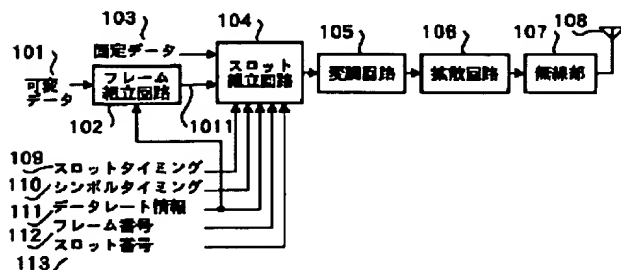 104
103
105
106
107
108
固定データ
101
可変
データ
フレーム
組立回路
スロット
組立回路
変調回路
拡散回路
無線部
102
1011
109
スロットタイミング
110
シンボルタイミング
111
データレート情報
112
フレーム番号
スロット番号
113